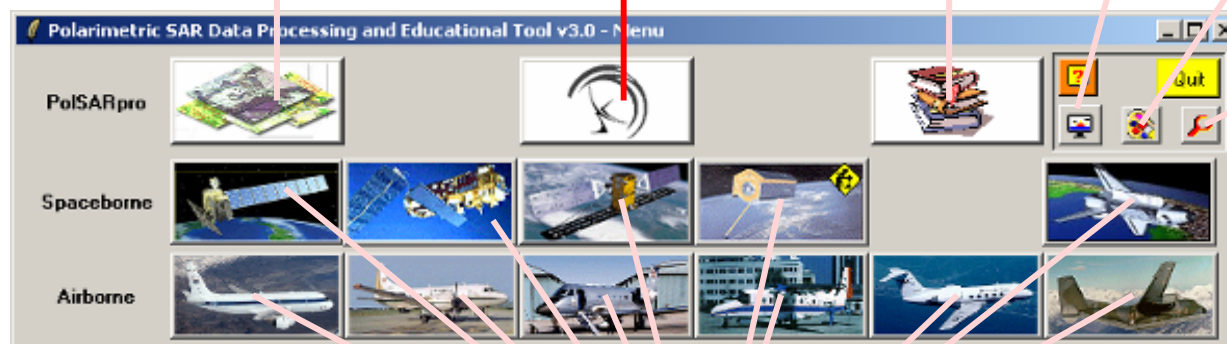 Polarimetric SAR Data Processing and Educational Tool v3.0 - Menu
PolSARpro
?
Quit
Spaceborne
Airborne